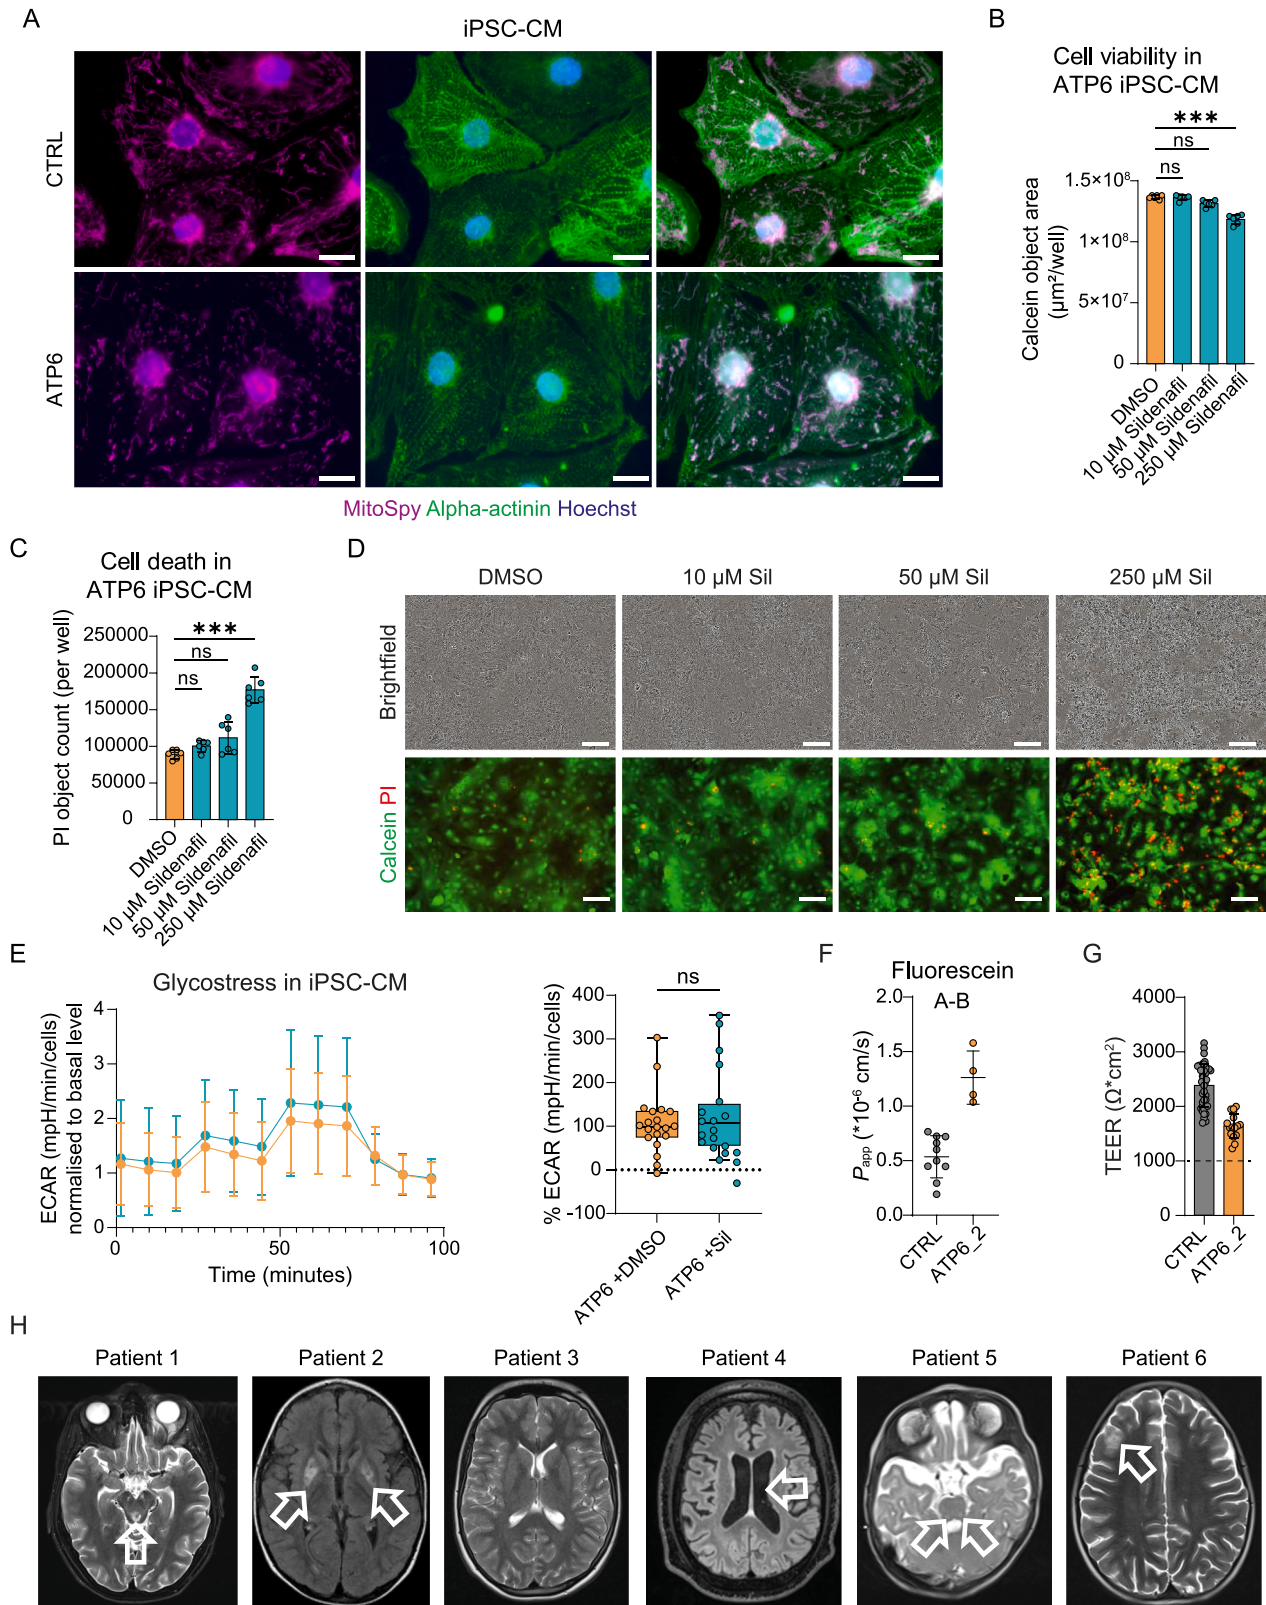 A
iPSC-CM
CTRL
ATP6
MitoSpy Alpha-actinin Hoechst
B
Cell viability in
ATP6 iPSC-CM
***
ns
ns
Calcein object area
(µm²/well)
1.5×10⁸
1×10⁸
5×10⁷
0
DMSO
10 µM Sildenafil
50 µM Sildenafil
250 µM Sildenafil
C
Cell death in
ATP6 iPSC-CM
PI object count (per well)
250000
200000
150000
100000
50000
0
***
ns
ns
DMSO
10 µM Sildenafil
50 µM Sildenafil
250 µM Sildenafil
D
DMSO
10 µM Sil
50 µM Sil
250 µM Sil
Brightfield
Calcein PI
E
Glycostress in iPSC-CM
ECAR (mpH/min/cells)
normalised to basal level
4
3
2
1
0
0
50
100
Time (minutes)
ns
% ECAR (mpH/min/cells)
400
300
200
100
0
-100
ATP6 +DMSO
ATP6 +Sil
F
Fluorescein
A-B
Papp (*10⁻⁶ cm/s)
2.0
1.5
1.0
0.5
0.0
CTRL
ATP6_2
G
TEER (Ω*cm²)
4000
3000
2000
1000
0
CTRL
ATP6_2
H
Patient 1
Patient 2
Patient 3
Patient 4
Patient 5
Patient 6